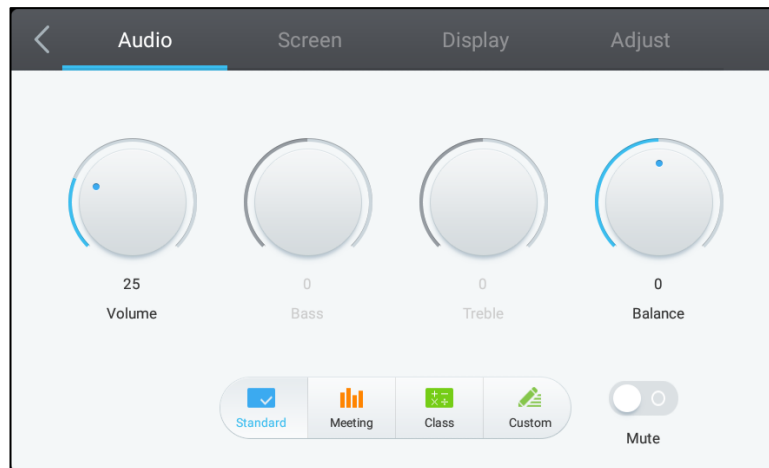 Audio Screen Display Adjust
25 0 0 0
Volume Bass Treble Balance
Standard Meeting Class Custom
Mute